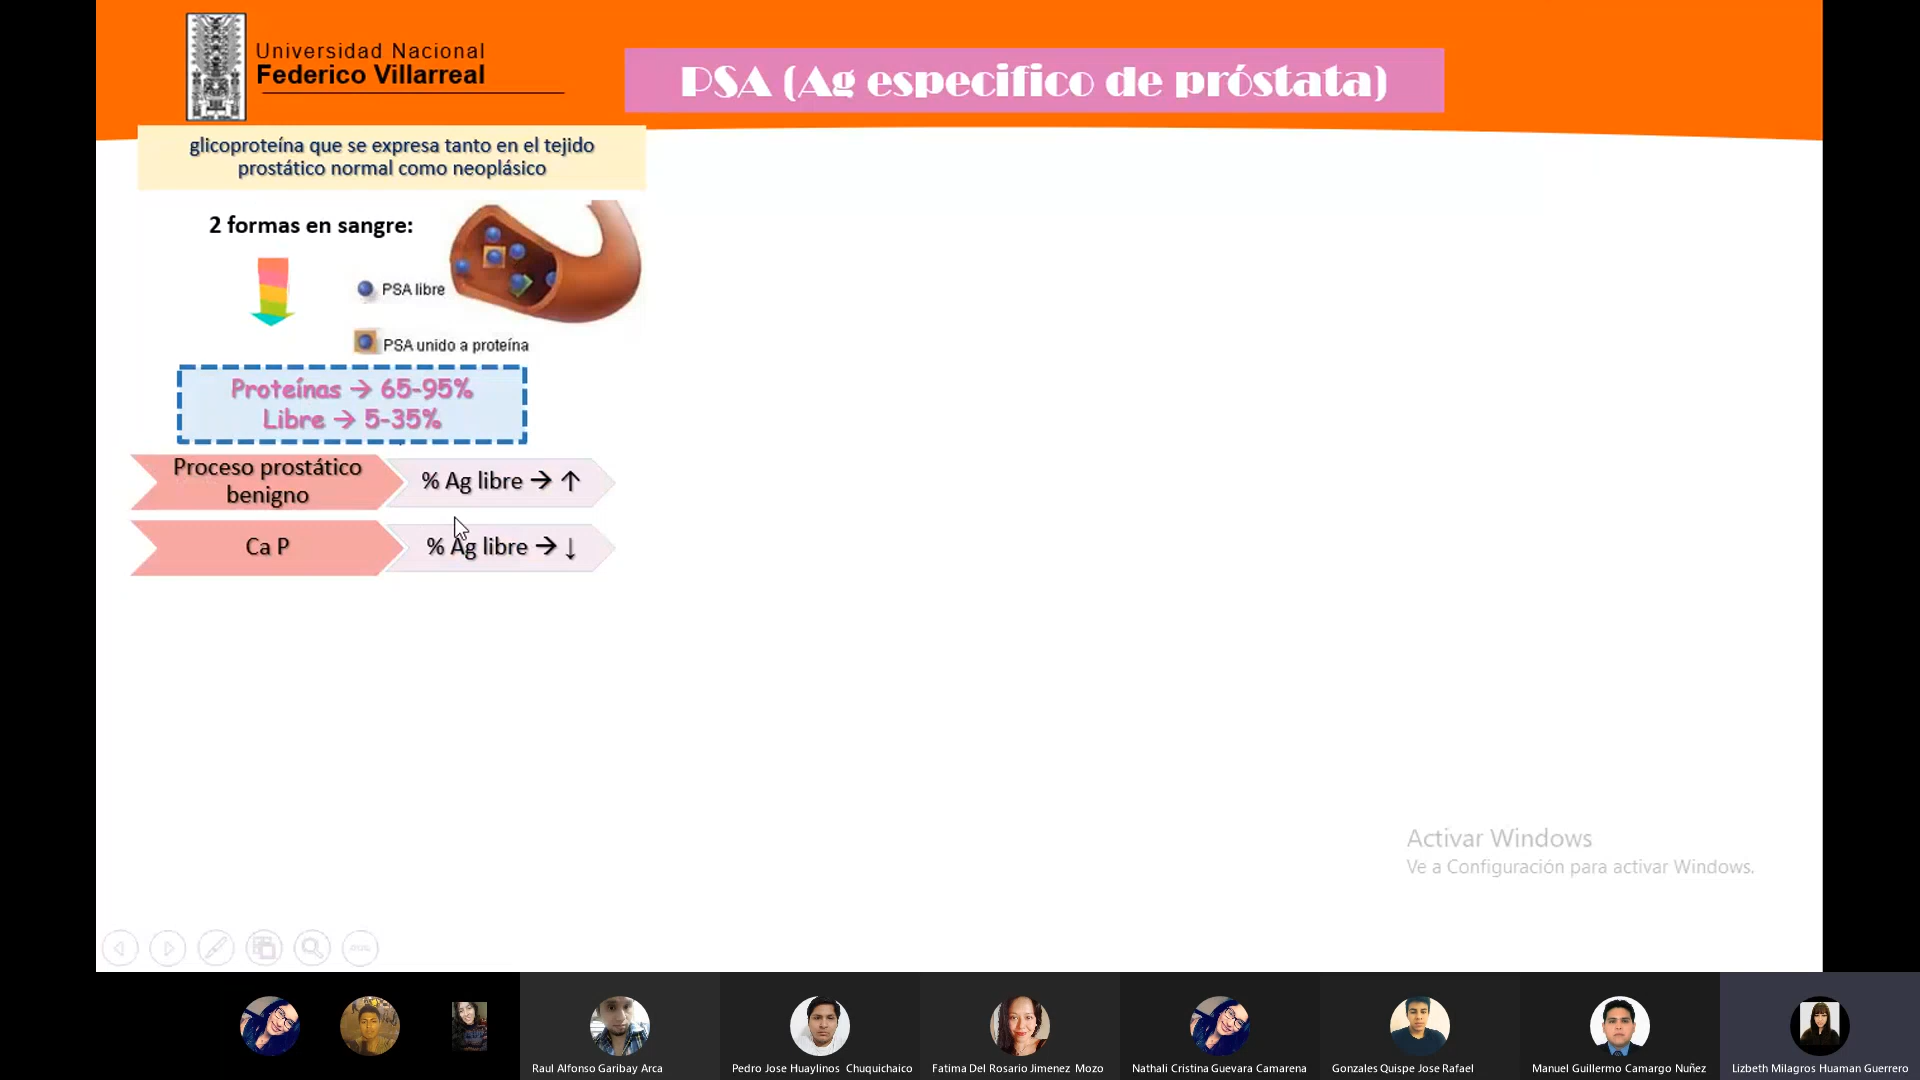 Universidad Nacional
Federico Villarreal
PSA (Ag especifico de próstata)
glicoproteína que se expresa tanto en el tejido
prostático normal como neoplásico
2 formas en sangre:
PSA libre
PSA unido a proteína
Proteínas → 65-95%
Libre → 5-35%
Proceso prostático
benigno
% Ag libre → ↑
Ca P
% Ag libre → ↓
Activar Windows
Ve a Configuración para activar Windows.
Raul Alfonso Garibay Arca
Pedro Jose Huaylinos Chuquichaico
Fatima Del Rosario Jimenez Mozo
Nathali Cristina Guevara Camarena
Gonzales Quispe Jose Rafael
Manuel Guillermo Camargo Nuñez
Lizbeth Milagros Huaman Guerrero